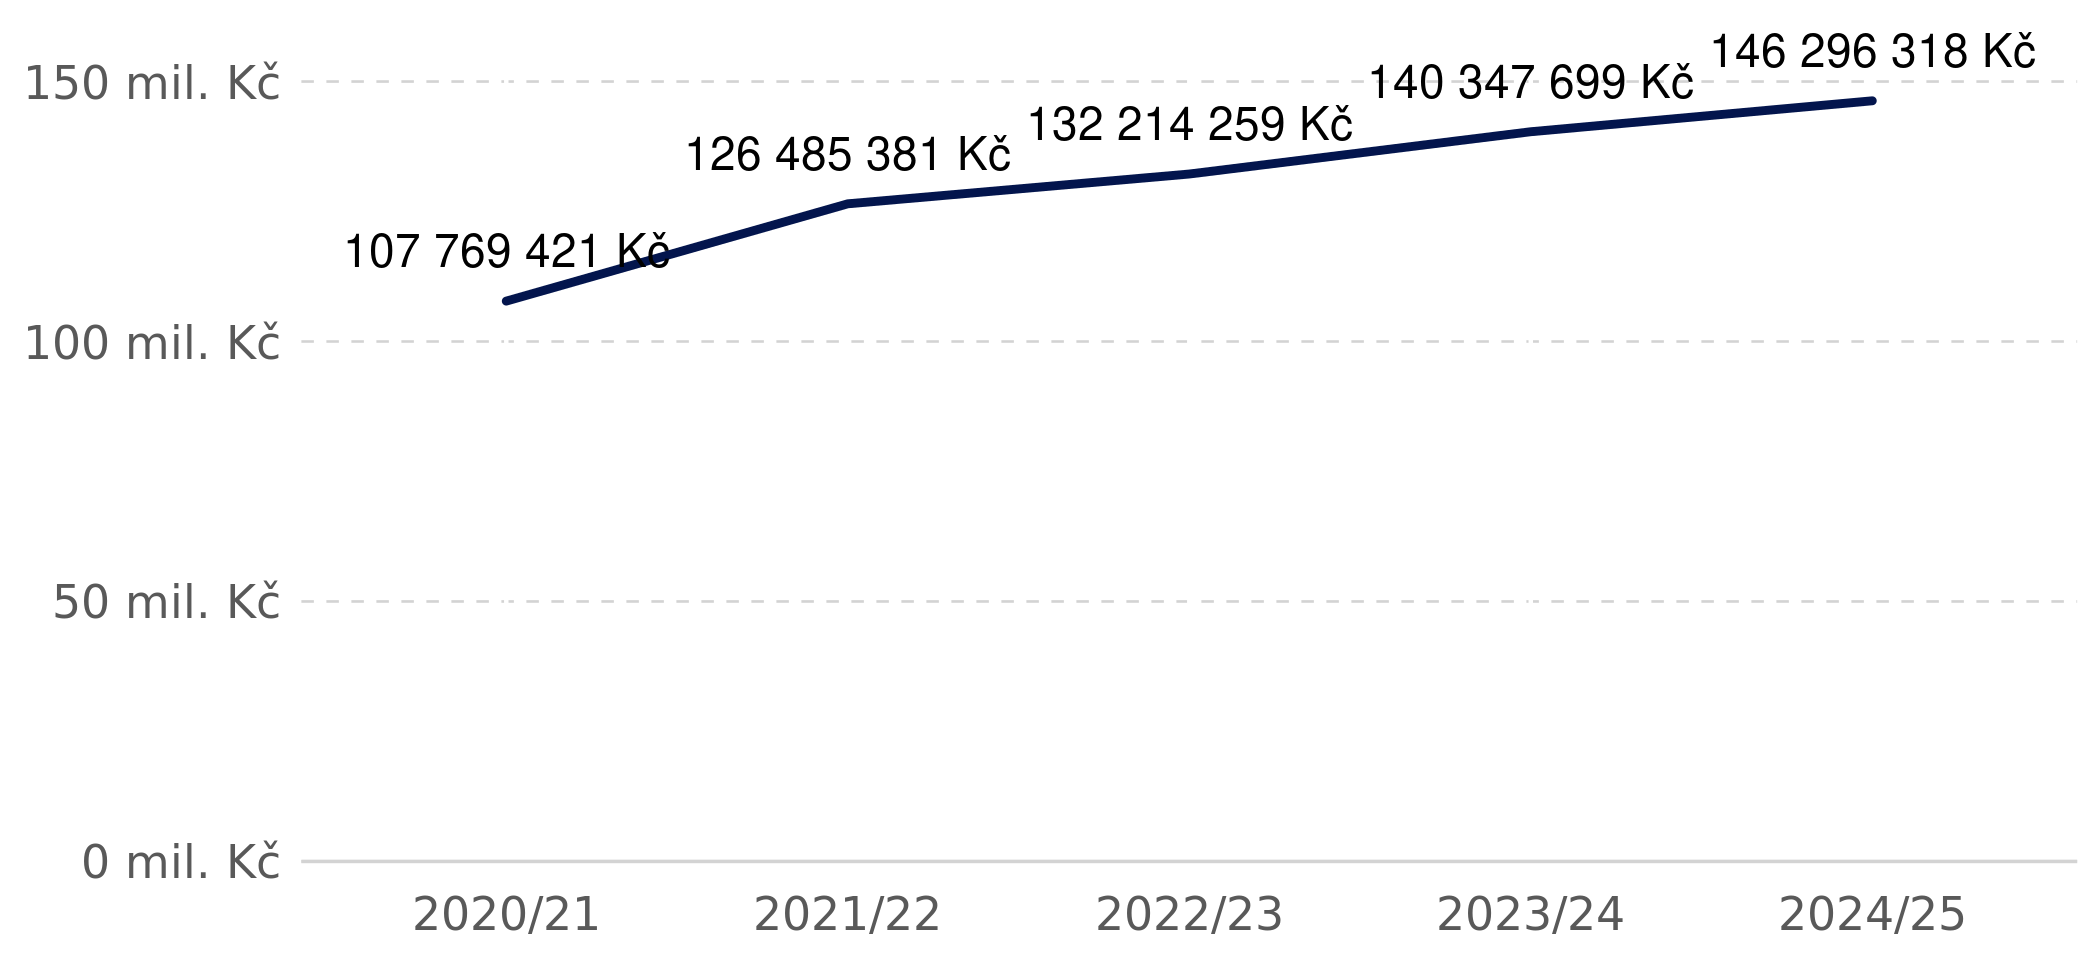 146 296 318 Kč
150 mil. Kč
140 347 699 Kč
132 214 259 Kč
126 485 381 Kč
107 769 421 Kč
100 mil. Kč
50 mil. Kč
0 mil. Kč
2020/21
2021/22
2022/23
2023/24
2024/25